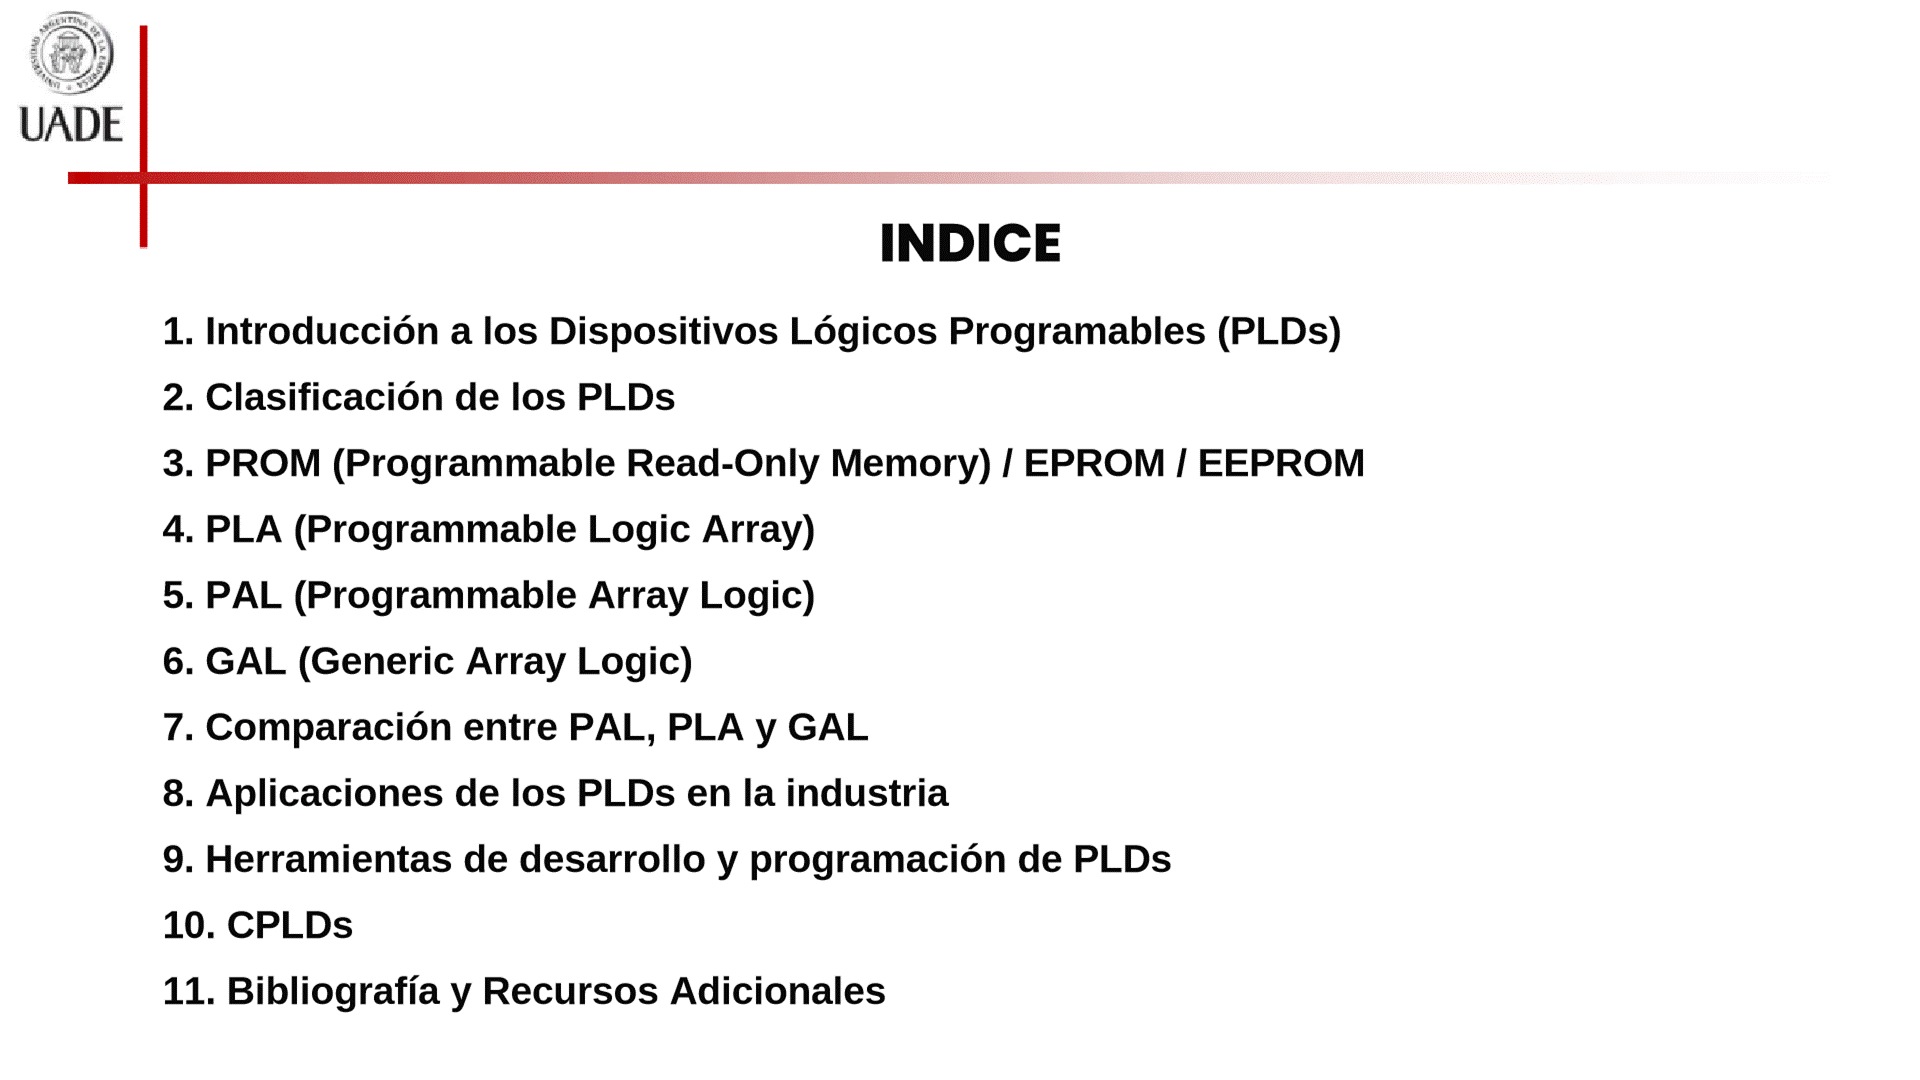 UNIVERSIDAD ARGENTINA DE LA EMPRESA
UADE
INDICE
1. Introducción a los Dispositivos Lógicos Programables (PLDs)
2. Clasificación de los PLDs
3. PROM (Programmable Read-Only Memory) / EPROM / EEPROM
4. PLA (Programmable Logic Array)
5. PAL (Programmable Array Logic)
6. GAL (Generic Array Logic)
7. Comparación entre PAL, PLA y GAL
8. Aplicaciones de los PLDs en la industria
9. Herramientas de desarrollo y programación de PLDs
10. CPLDs
11. Bibliografía y Recursos Adicionales